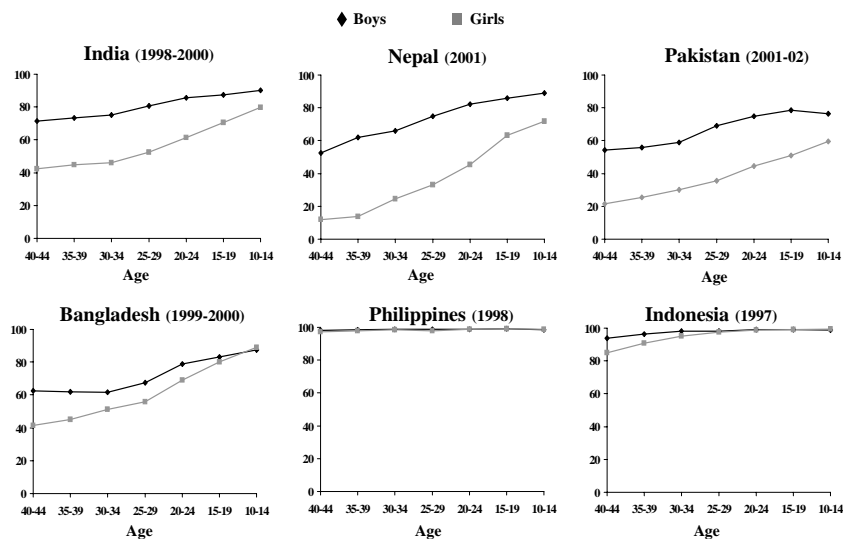 Boys Girls
India (1998-2000)
100
80
60
40
20
0
40-44 35-39 30-34 25-29 20-24 15-19 10-14
Age
Nepal (2001)
100
80
60
40
20
0
40-44 35-39 30-34 25-29 20-24 15-19 10-14
Age
Pakistan (2001-02)
100
80
60
40
20
0
40-44 35-39 30-34 25-29 20-24 15-19 10-14
Age
Bangladesh (1999-2000)
100
80
60
40
20
0
40-44 35-39 30-34 25-29 20-24 15-19 10-14
Age
Philippines (1998)
100
80
60
40
20
0
40-44 35-39 30-34 25-29 20-24 15-19 10-14
Age
Indonesia (1997)
100
80
60
40
20
0
40-44 35-39 30-34 25-29 20-24 15-19 10-14
Age